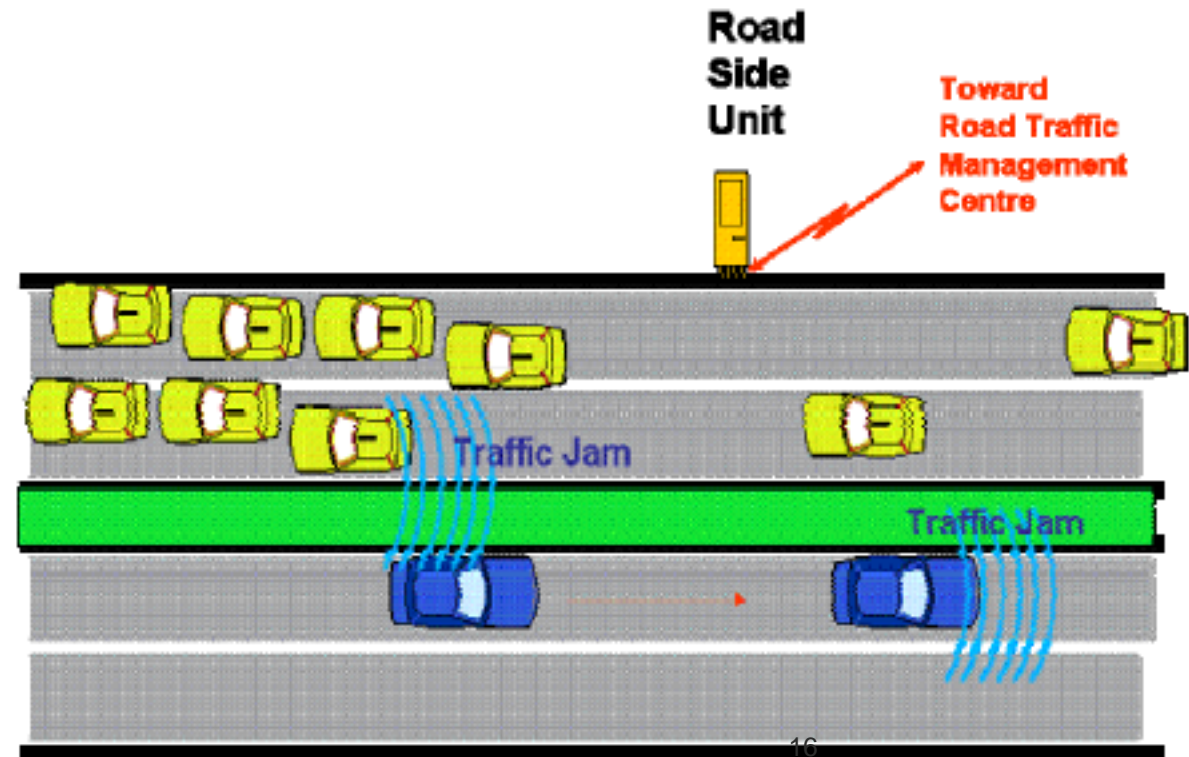 Road
Side
Unit
Toward
Road Traffic
Management
Centre
Traffic Jam
Traffic Jam
16